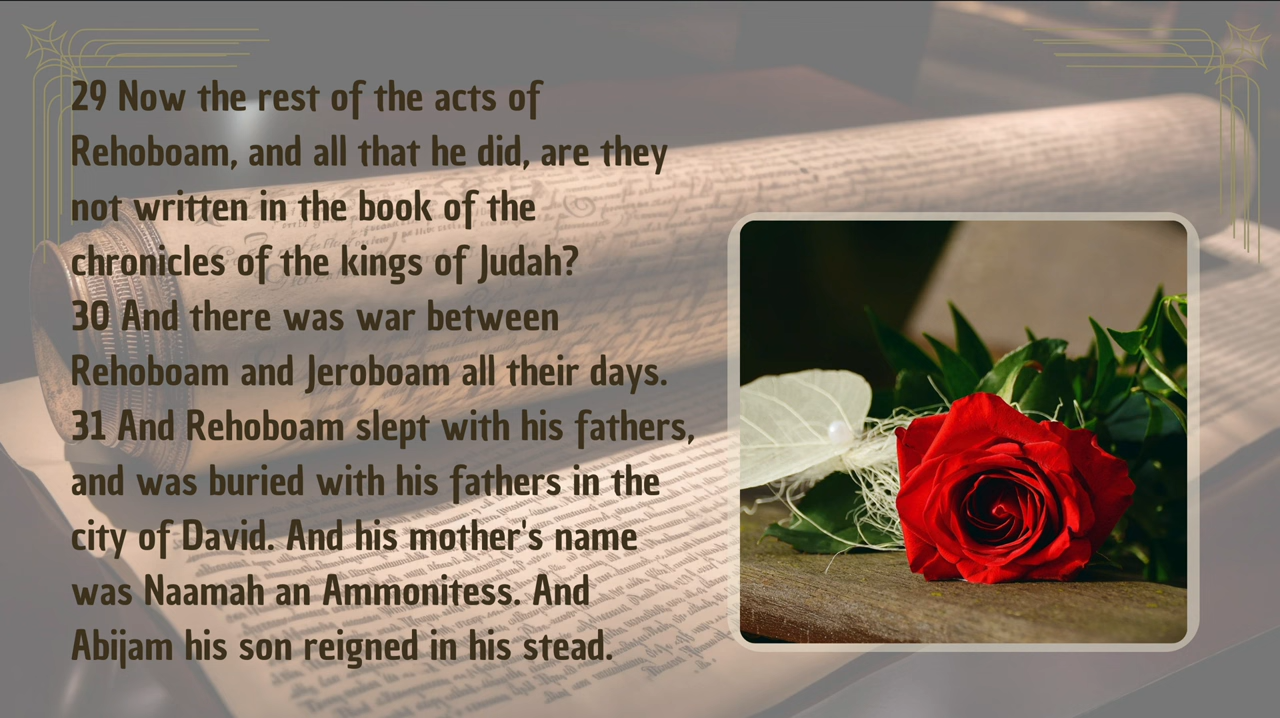 29 Now the rest of the acts of
Rehoboam, and all that he did, are they
not written in the book of the
chronicles of the kings of Judah?
30 And there was war between
Rehoboam and Jeroboam all their days.
31 And Rehoboam slept with his fathers,
and was buried with his fathers in the
city of David. And his mother's name
was Naamah an Ammonitess. And
Abijam his son reigned in his stead.